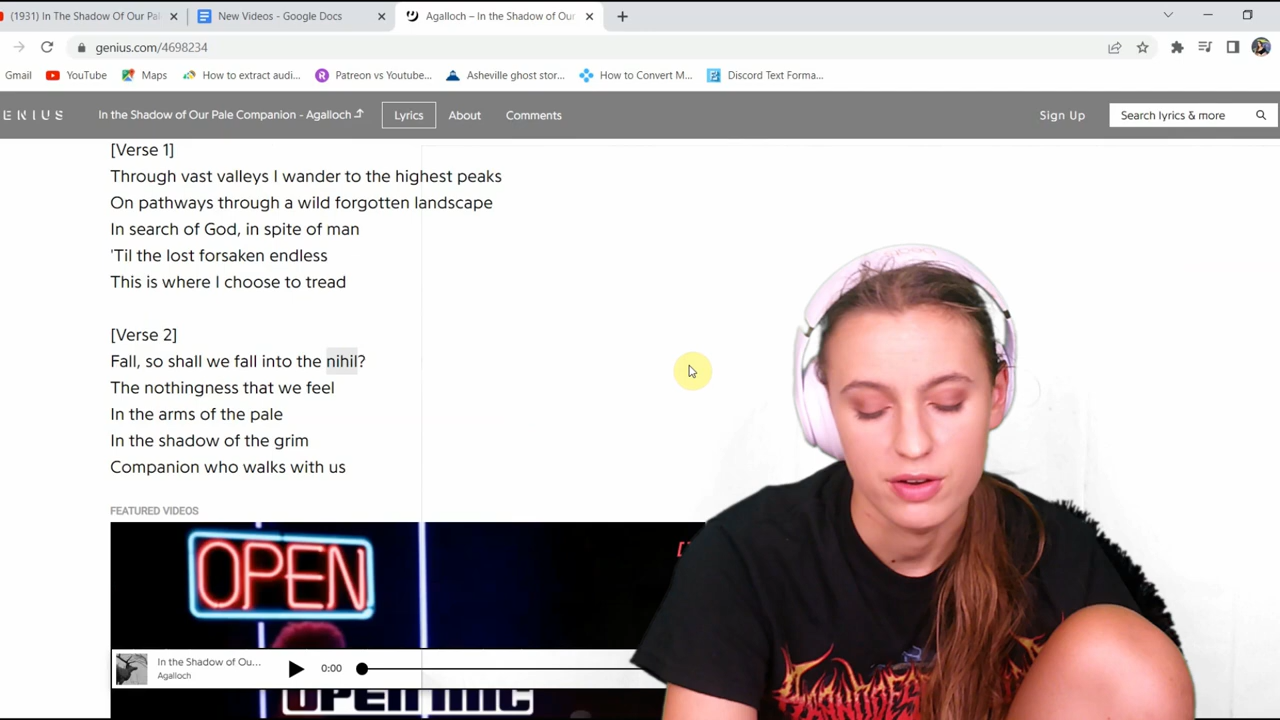 (1931) In The Shadow Of Our Pal
New Videos - Google Docs
Agalloch – In the Shadow of Our
genius.com/4698234
Gmail
YouTube
Maps
How to extract audi...
Patreon vs Youtube...
Asheville ghost stor...
How to Convert M...
Discord Text Forma...
ENIUS
In the Shadow of Our Pale Companion - Agalloch
Lyrics
About
Comments
Sign Up
Search lyrics & more
[Verse 1]
Through vast valleys I wander to the highest peaks
On pathways through a wild forgotten landscape
In search of God, in spite of man
'Til the lost forsaken endless
This is where I choose to tread
[Verse 2]
Fall, so shall we fall into the nihil?
The nothingness that we feel
In the arms of the pale
In the shadow of the grim
Companion who walks with us
FEATURED VIDEOS
OPEN
In the Shadow of Ou...
Agalloch
0:00
OPEN MIC